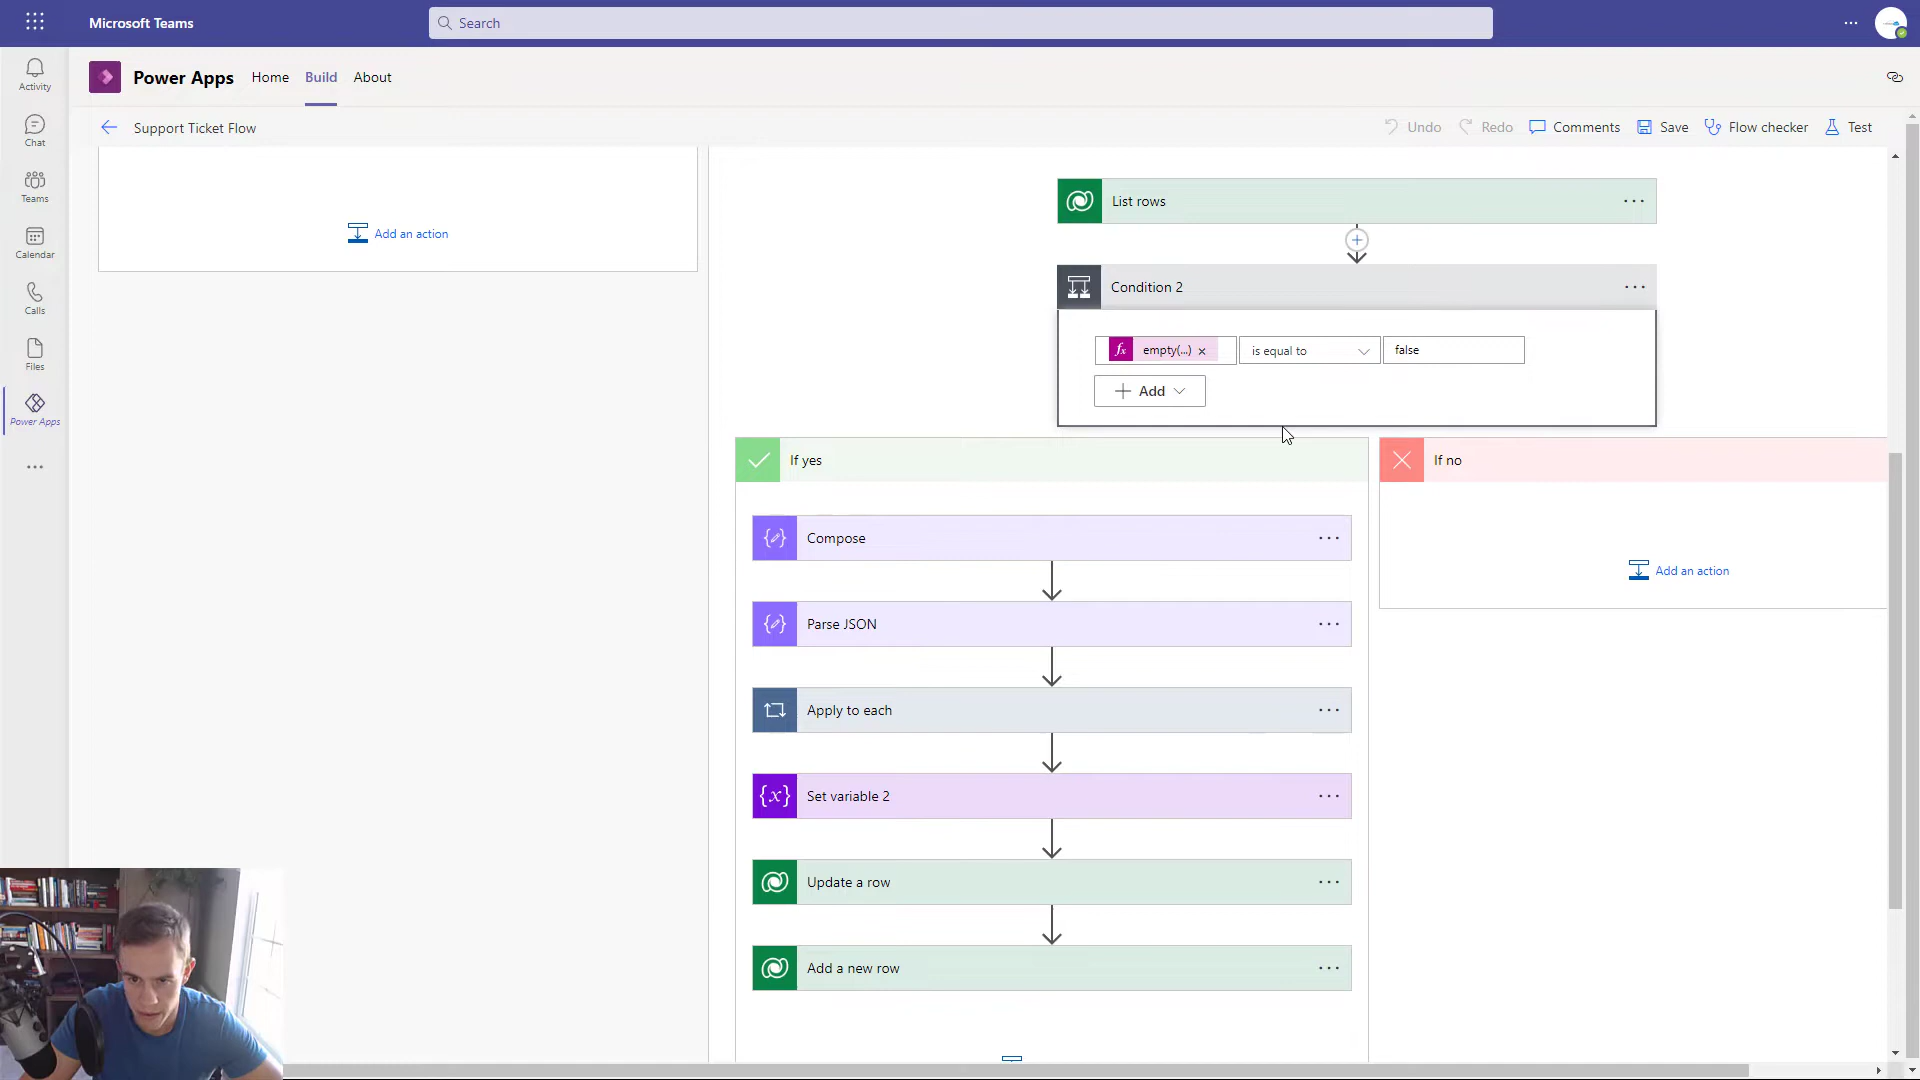 Microsoft Teams
Search
Activity
Chat
Teams
Calendar
Calls
Files
Power Apps
Power Apps
Home
Build
About
Support Ticket Flow
Undo
Redo
Comments
Save
Flow checker
Test
Add an action
List rows
Condition 2
fx
empty(...)
is equal to
false
Add
If yes
If no
Compose
Add an action
Parse JSON
Apply to each
{x}
Set variable 2
Update a row
Add a new row